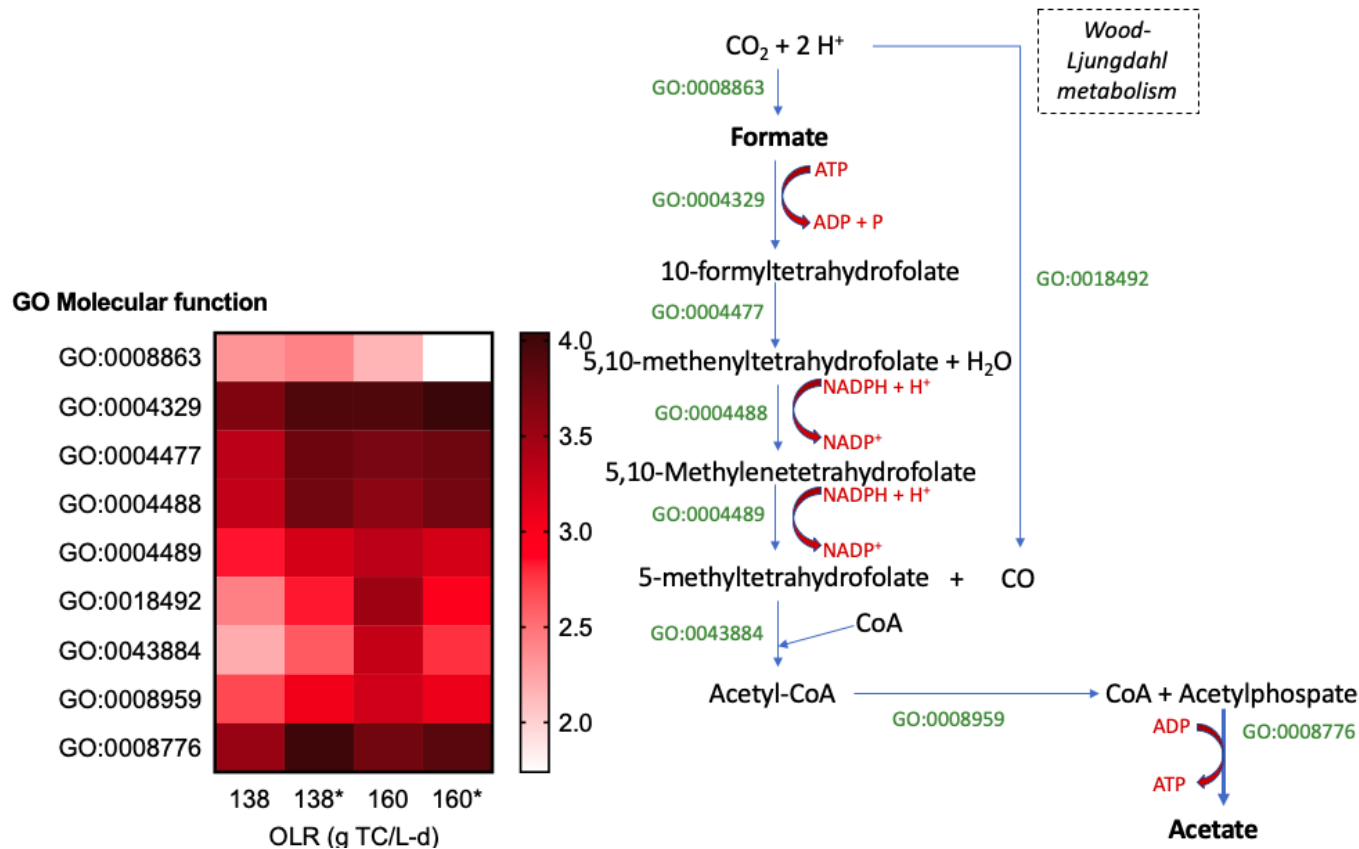 GO Molecular function
GO:0008863
GO:0004329
GO:0004477
GO:0004488
GO:0004489
GO:0018492
GO:0043884
GO:0008959
GO:0008776
138 138* 160 160*
OLR (g TC/L-d)
4.0
3.5
3.0
2.5
2.0
Wood-
Ljungdahl
metabolism
CO₂ + 2 H⁺
GO:0008863
Formate
GO:0004329
ATP
ADP + P
10-formyltetrahydrofolate
GO:0018492
GO:0004477
5,10-methenyltetrahydrofolate + H₂O
GO:0004488
NADPH + H⁺
NADP⁺
5,10-Methylenetetrahydrofolate
GO:0004489
NADPH + H⁺
NADP⁺
5-methyltetrahydrofolate + CO
GO:0043884
CoA
Acetyl-CoA
GO:0008959
CoA + Acetylphospate
ADP
GO:0008776
ATP
Acetate